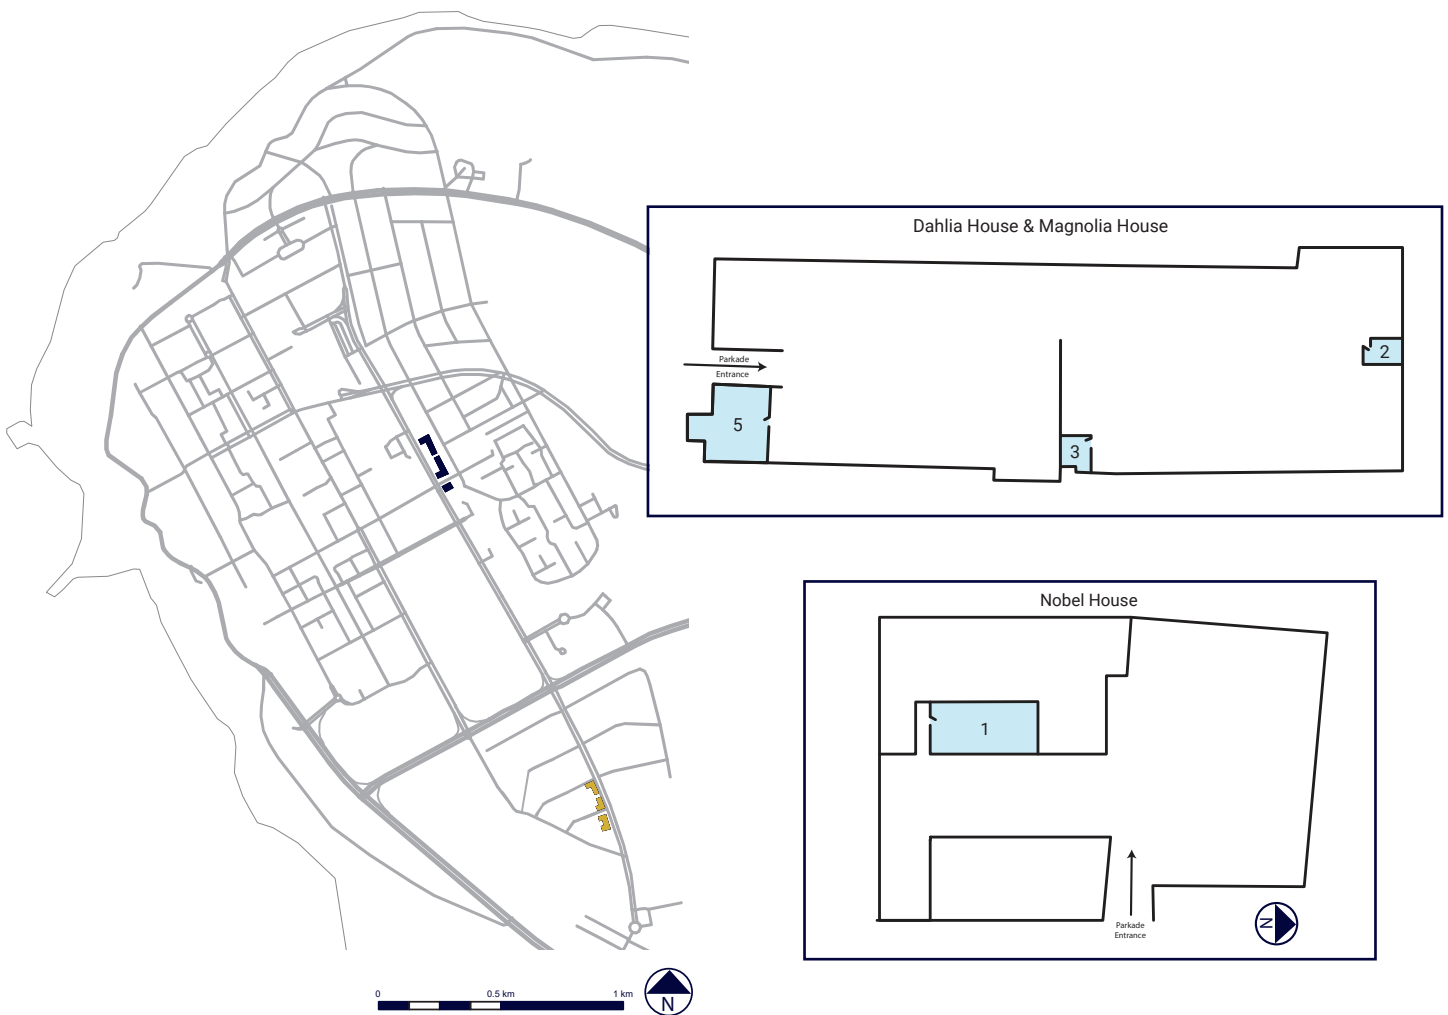 Dahlia House & Magnolia House
Parkade
Entrance
2
5
3
Nobel House
1
Parkade
Entrance
N
0 0.5 km 1 km
N